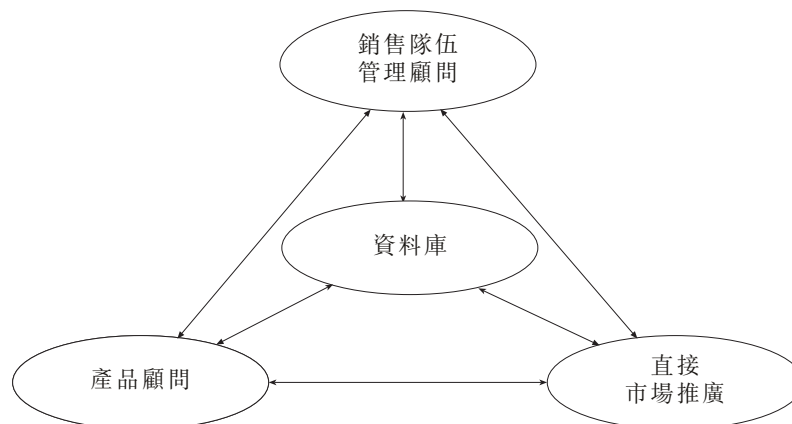 銷售隊伍
管理顧問
資料庫
產品顧問
直接
市場推廣